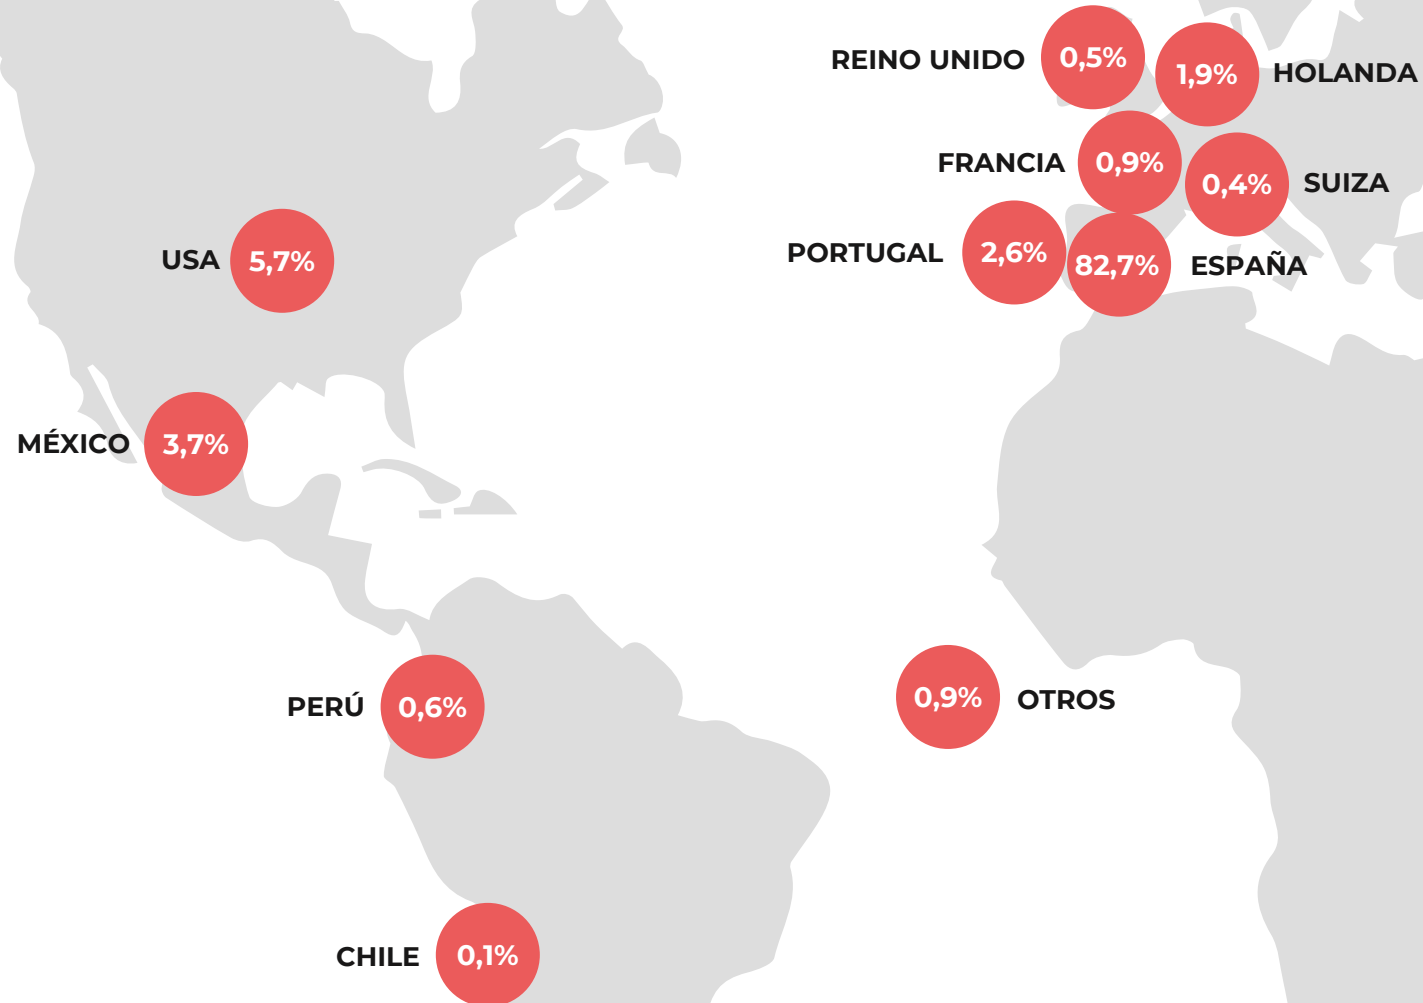 REINO UNIDO 0,5%
1,9% HOLANDA
FRANCIA 0,9%
0,4% SUIZA
PORTUGAL 2,6%
82,7% ESPAÑA
USA 5,7%
MÉXICO 3,7%
PERÚ 0,6%
0,9% OTROS
CHILE 0,1%